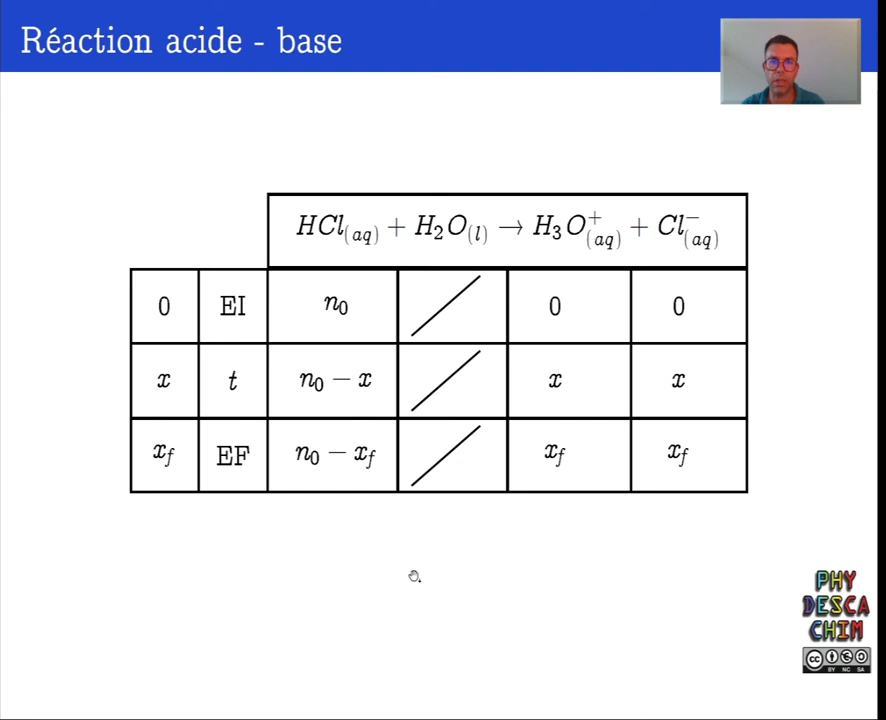 Réaction acide - base
HCl(aq) + H₂O(l) → H₃O⁺(aq) + Cl⁻(aq)
0 EI n₀ 0 0
x t n₀ − x x x
x_f EF n₀ − x_f x_f x_f
PHY
DESCA
CHIM
cc
BY NC SA